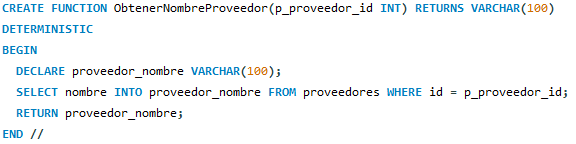 CREATE FUNCTION ObtenerNombreProveedor(p_proveedor_id INT) RETURNS VARCHAR(100)
DETERMINISTIC
BEGIN
  DECLARE proveedor_nombre VARCHAR(100);
  SELECT nombre INTO proveedor_nombre FROM proveedores WHERE id = p_proveedor_id;
  RETURN proveedor_nombre;
END //